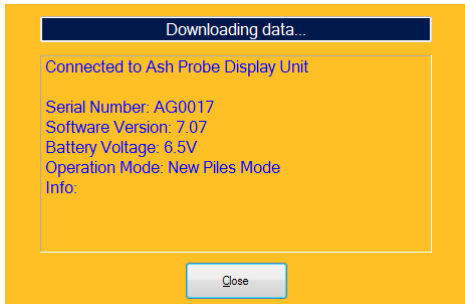 Downloading data...
Connected to Ash Probe Display Unit
Serial Number: AG0017
Software Version: 7.07
Battery Voltage: 6.5V
Operation Mode: New Piles Mode
Info:
Close